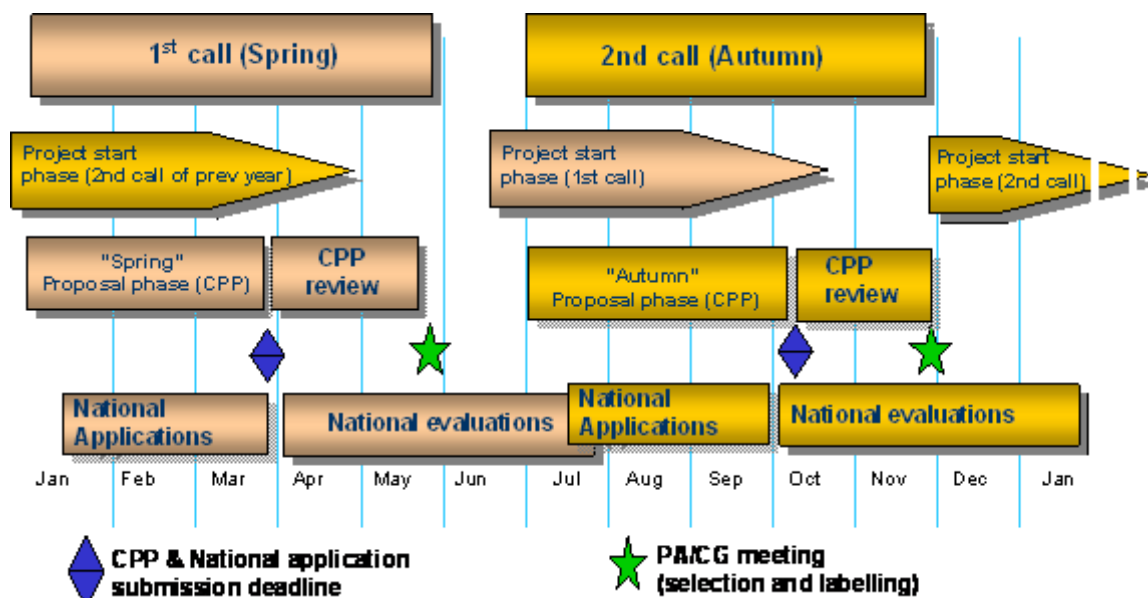 1st call (Spring)
2nd call (Autumn)
Project start
phase (2nd call of prev year)
Project start
phase (1st call)
Project start
phase (2nd call)
"Spring"
Proposal phase (CPP)
CPP
review
"Autumn"
Proposal phase (CPP)
CPP
review
National
Applications
National evaluations
National
Applications
National evaluations
Jan Feb Mar Apr May Jun Jul Aug Sep Oct Nov Dec Jan
CPP & National application
submission deadline
PA/CG meeting
(selection and labelling)